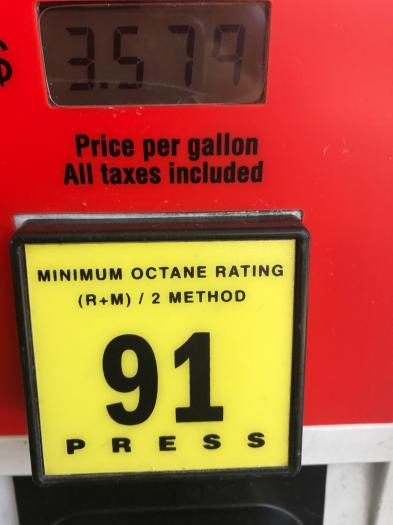 $ 3.579
Price per gallon
All taxes included
MINIMUM OCTANE RATING
(R+M) / 2 METHOD
91
PRESS